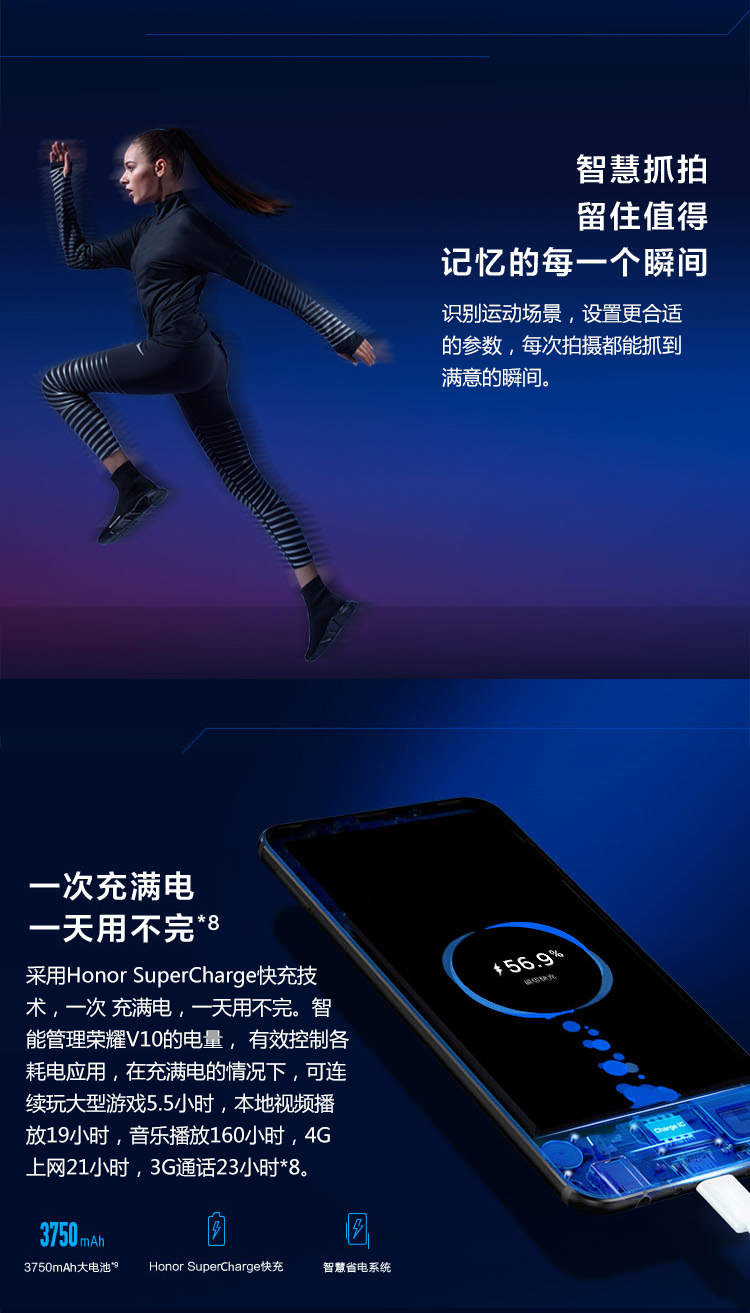 智慧抓拍
留住值得
记忆的每一个瞬间
识别运动场景，设置更合适
的参数，每次拍摄都能抓到
满意的瞬间。
一次充满电
一天用不完*8
采用Honor SuperCharge快充技
术，一次 充满电，一天用不完。智
能管理荣耀V10的电量， 有效控制各
耗电应用，在充满电的情况下，可连
续玩大型游戏5.5小时，本地视频播
放19小时，音乐播放160小时，4G
上网21小时，3G通话23小时*8。
56.9%
超级快充
Charge IC
3750 mAh
3750mAh大电池*9
Honor SuperCharge快充
智慧省电系统